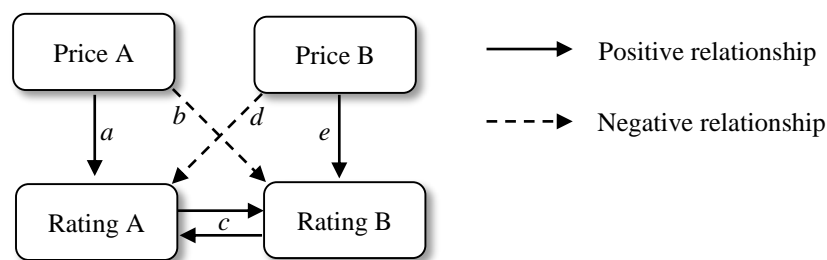 Price A
Price B
Positive relationship
a
b
d
e
Negative relationship
Rating A
c
Rating B